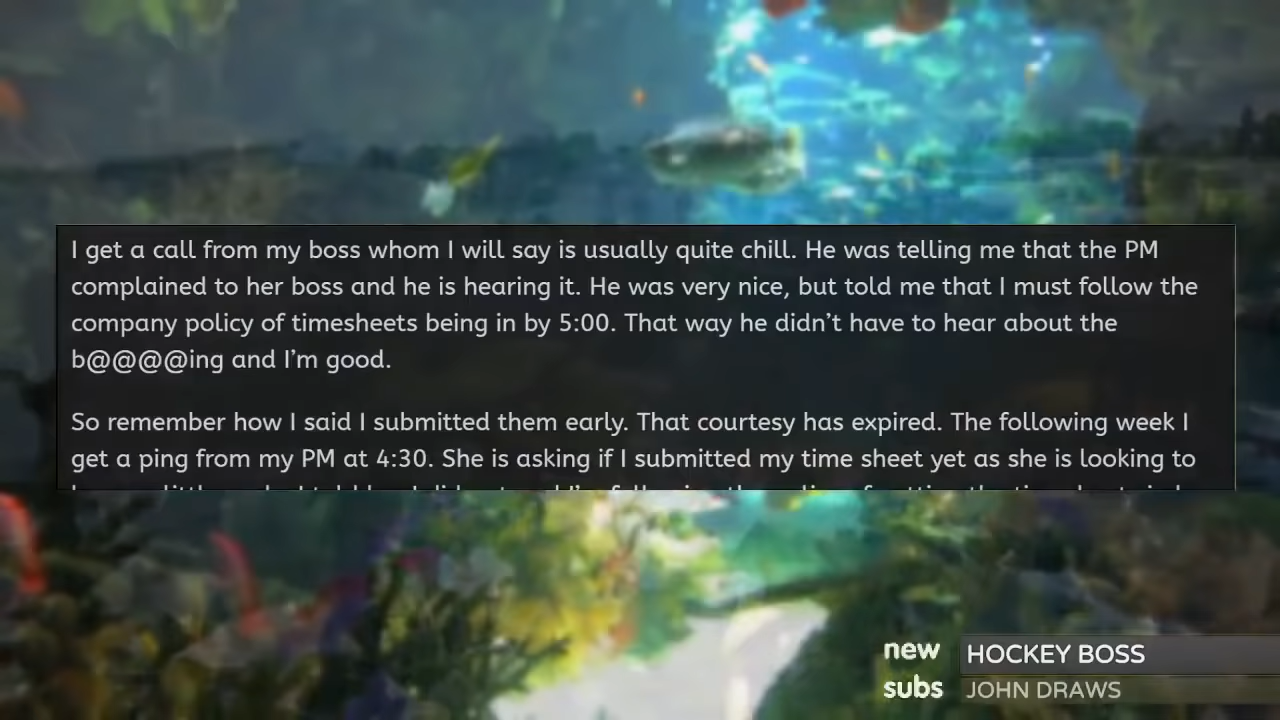 I get a call from my boss whom I will say is usually quite chill. He was telling me that the PM
complained to her boss and he is hearing it. He was very nice, but told me that I must follow the
company policy of timesheets being in by 5:00. That way he didn’t have to hear about the
b@@@@ing and I’m good.
So remember how I said I submitted them early. That courtesy has expired. The following week I
get a ping from my PM at 4:30. She is asking if I submitted my time sheet yet as she is looking to
new
HOCKEY BOSS
subs
JOHN DRAWS